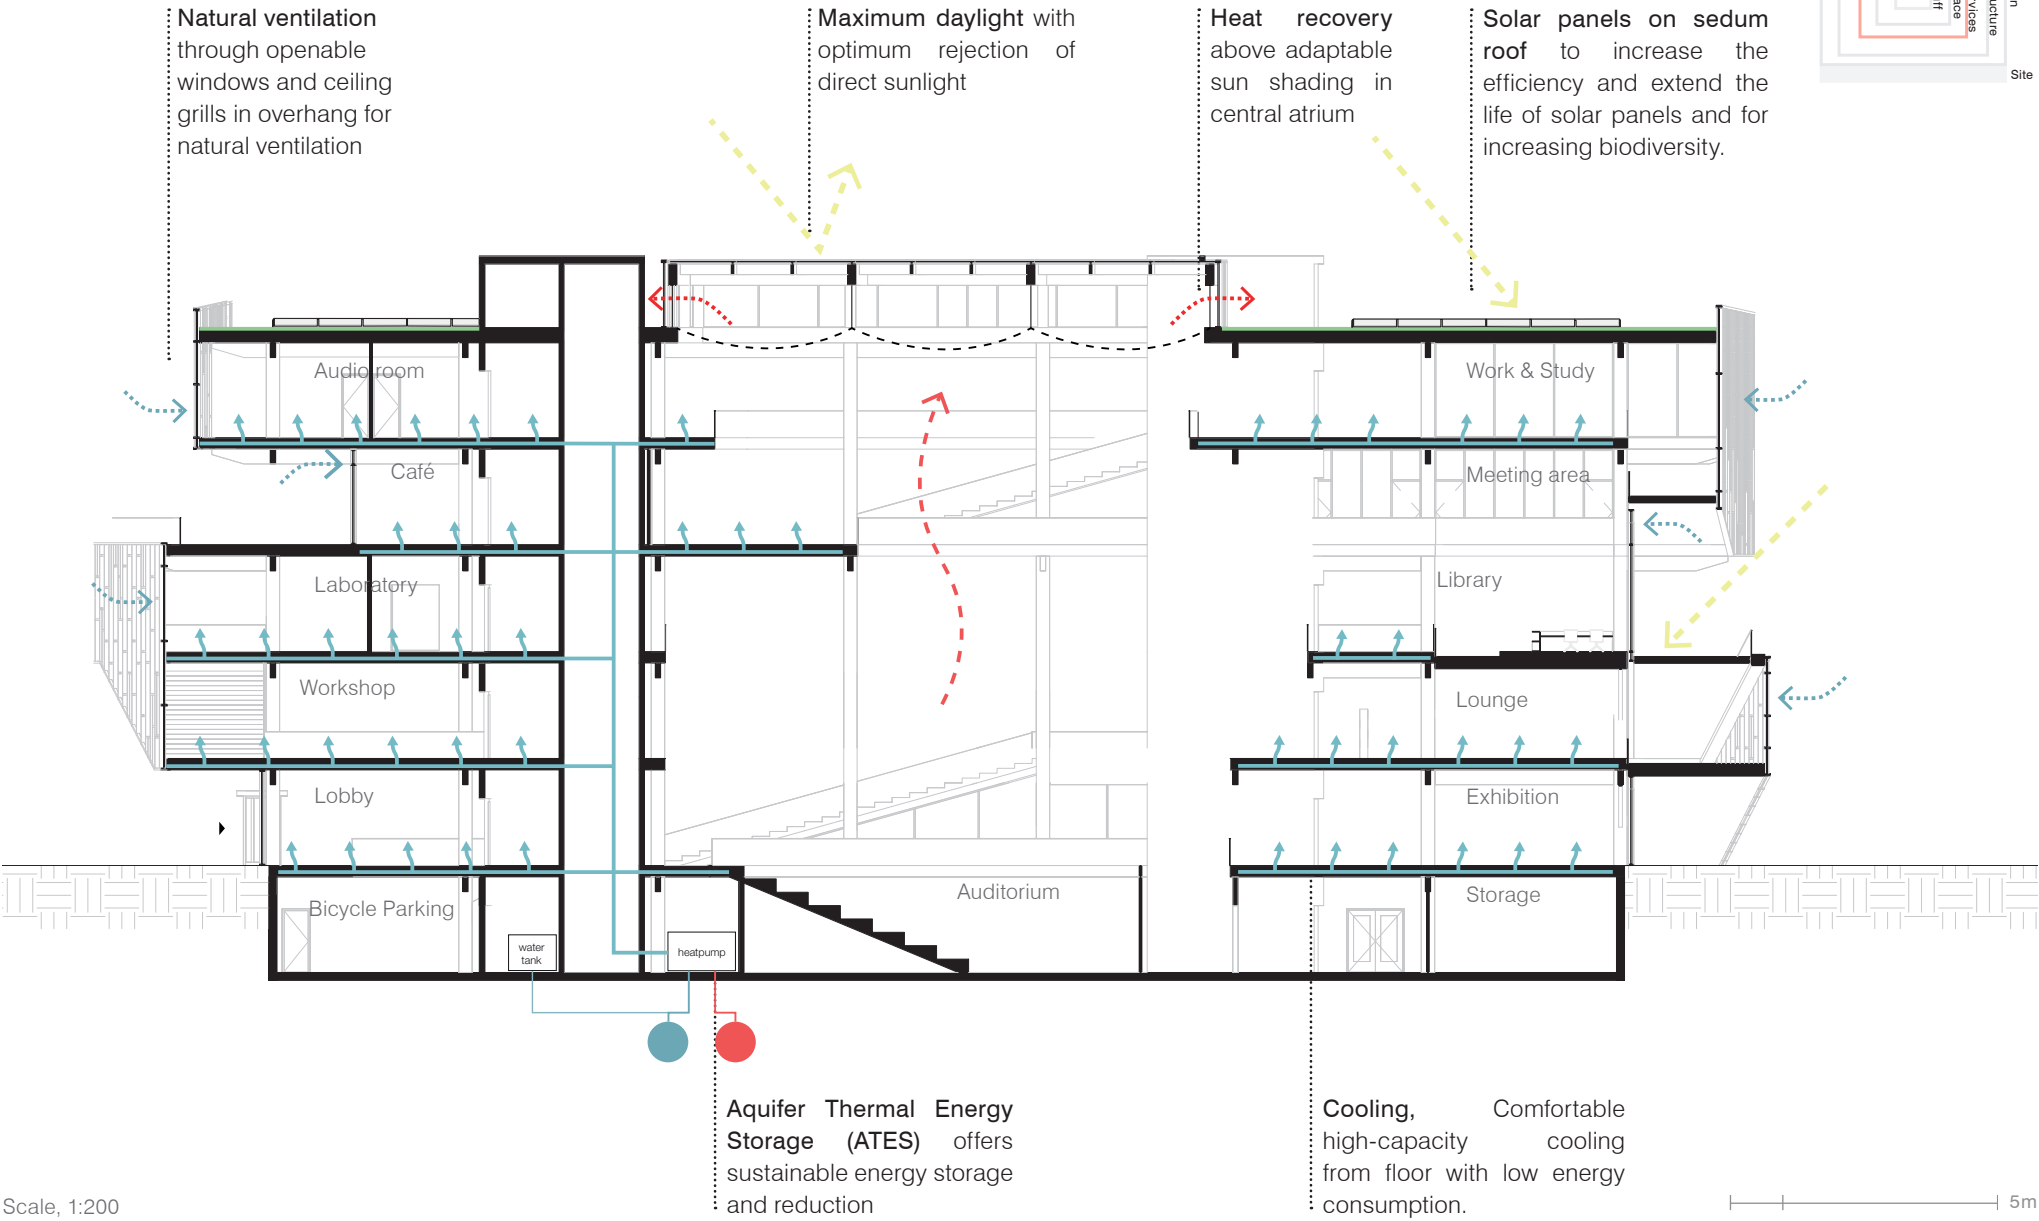 Natural ventilation
through openable
windows and ceiling
grills in overhang for
natural ventilation
Maximum daylight with
optimum rejection of
direct sunlight
Heat recovery
above adaptable
sun shading in
central atrium
Solar panels on sedum
roof to increase the
efficiency and extend the
life of solar panels and for
increasing biodiversity.
Site
Audio room
Work & Study
Café
Meeting area
Laboratory
Library
Workshop
Lounge
Lobby
Exhibition
Bicycle Parking
Auditorium
Storage
water
tank
heatpump
Aquifer Thermal Energy
Storage (ATES) offers
sustainable energy storage
and reduction
Cooling, Comfortable
high-capacity cooling
from floor with low energy
consumption.
Scale, 1:200
5m